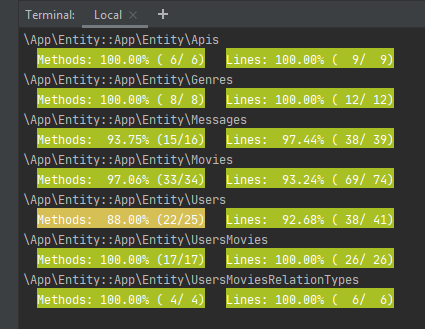 Terminal: Local × +
\App\Entity::App\Entity\Apis
Methods: 100.00% ( 6/ 6) Lines: 100.00% (  9/  9)
\App\Entity::App\Entity\Genres
Methods: 100.00% ( 8/ 8) Lines: 100.00% ( 12/ 12)
\App\Entity::App\Entity\Messages
Methods:  93.75% (15/16) Lines:  97.44% ( 38/ 39)
\App\Entity::App\Entity\Movies
Methods:  97.06% (33/34) Lines:  93.24% ( 69/ 74)
\App\Entity::App\Entity\Users
Methods:  88.00% (22/25) Lines:  92.68% ( 38/ 41)
\App\Entity::App\Entity\UsersMovies
Methods: 100.00% (17/17) Lines: 100.00% ( 26/ 26)
\App\Entity::App\Entity\UsersMoviesRelationTypes
Methods: 100.00% ( 4/ 4) Lines: 100.00% (  6/  6)